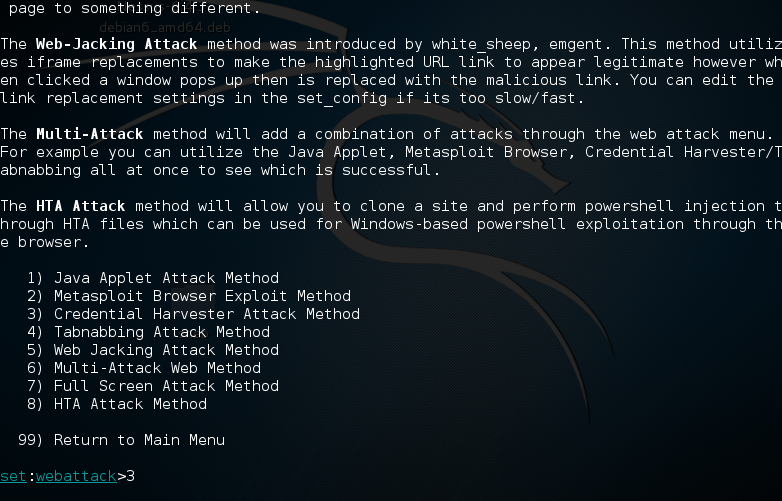 page to something different.
debian6_amd64.deb
The Web-Jacking Attack method was introduced by white_sheep, emgent. This method utiliz
es iframe replacements to make the highlighted URL link to appear legitimate however wh
en clicked a window pops up then is replaced with the malicious link. You can edit the
link replacement settings in the set_config if its too slow/fast.
The Multi-Attack method will add a combination of attacks through the web attack menu.
For example you can utilize the Java Applet, Metasploit Browser, Credential Harvester/T
abnabbing all at once to see which is successful.
The HTA Attack method will allow you to clone a site and perform powershell injection t
hrough HTA files which can be used for Windows-based powershell exploitation through th
e browser.
1) Java Applet Attack Method
2) Metasploit Browser Exploit Method
3) Credential Harvester Attack Method
4) Tabnabbing Attack Method
5) Web Jacking Attack Method
6) Multi-Attack Web Method
7) Full Screen Attack Method
8) HTA Attack Method
99) Return to Main Menu
set:webattack>3